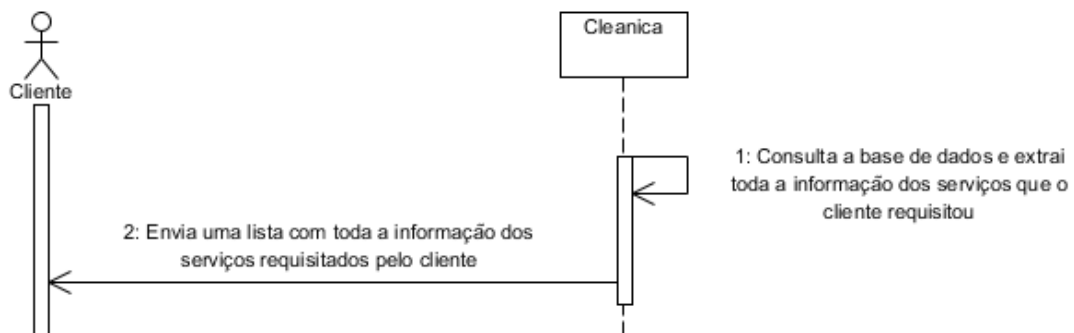 Cleanica
Cliente
1: Consulta a base de dados e extrai
toda a informação dos serviços que o
cliente requisitou
2: Envia uma lista com toda a informação dos
serviços requisitados pelo cliente